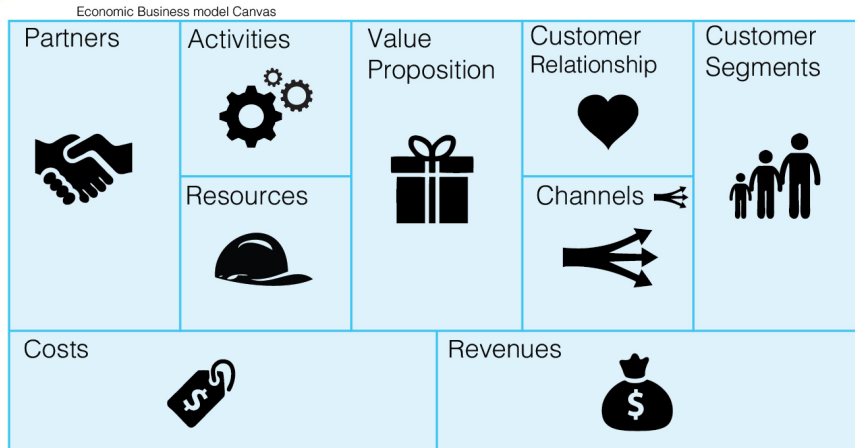 Economic Business model Canvas
Partners
Activities
Value
Proposition
Customer
Relationship
Customer
Segments
Resources
Channels
Costs
$
Revenues
$